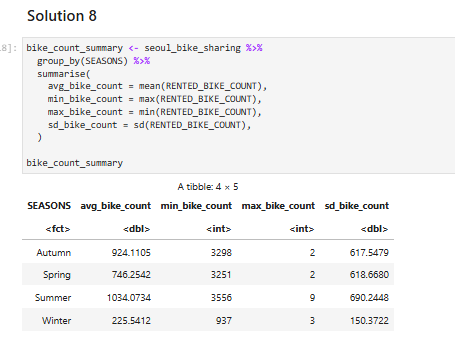 Solution 8
8]: bike_count_summary <- seoul_bike_sharing %>%
group_by(SEASONS) %>%
summarise(
avg_bike_count = mean(RENTED_BIKE_COUNT),
min_bike_count = max(RENTED_BIKE_COUNT),
max_bike_count = min(RENTED_BIKE_COUNT),
sd_bike_count = sd(RENTED_BIKE_COUNT),
)
bike_count_summary
A tibble: 4 × 5
SEASONS avg_bike_count min_bike_count max_bike_count sd_bike_count
<fct> <dbl> <int> <int> <dbl>
Autumn 924.1105 3298 2 617.5479
Spring 746.2542 3251 2 618.6680
Summer 1034.0734 3556 9 690.2448
Winter 225.5412 937 3 150.3722